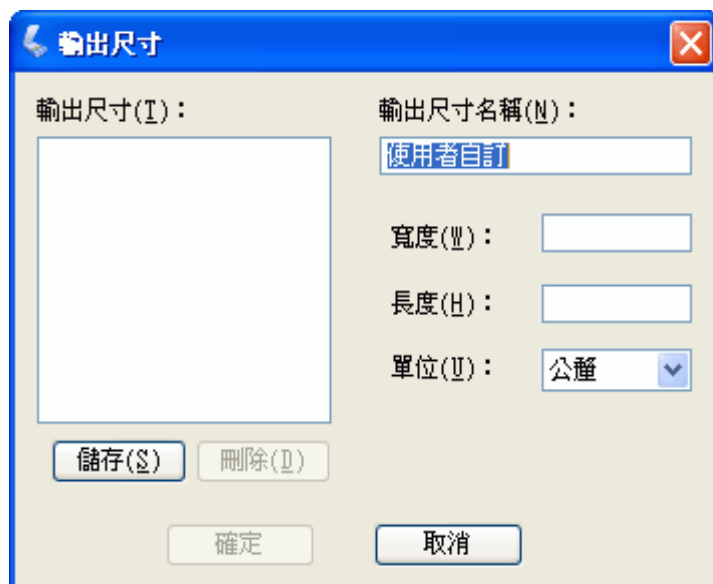 輸出尺寸
輸出尺寸(T)：
輸出尺寸名稱(N)：
使用者自訂
寬度(W)：
長度(H)：
單位(U)：
公釐
儲存(S)
刪除(D)
確定
取消